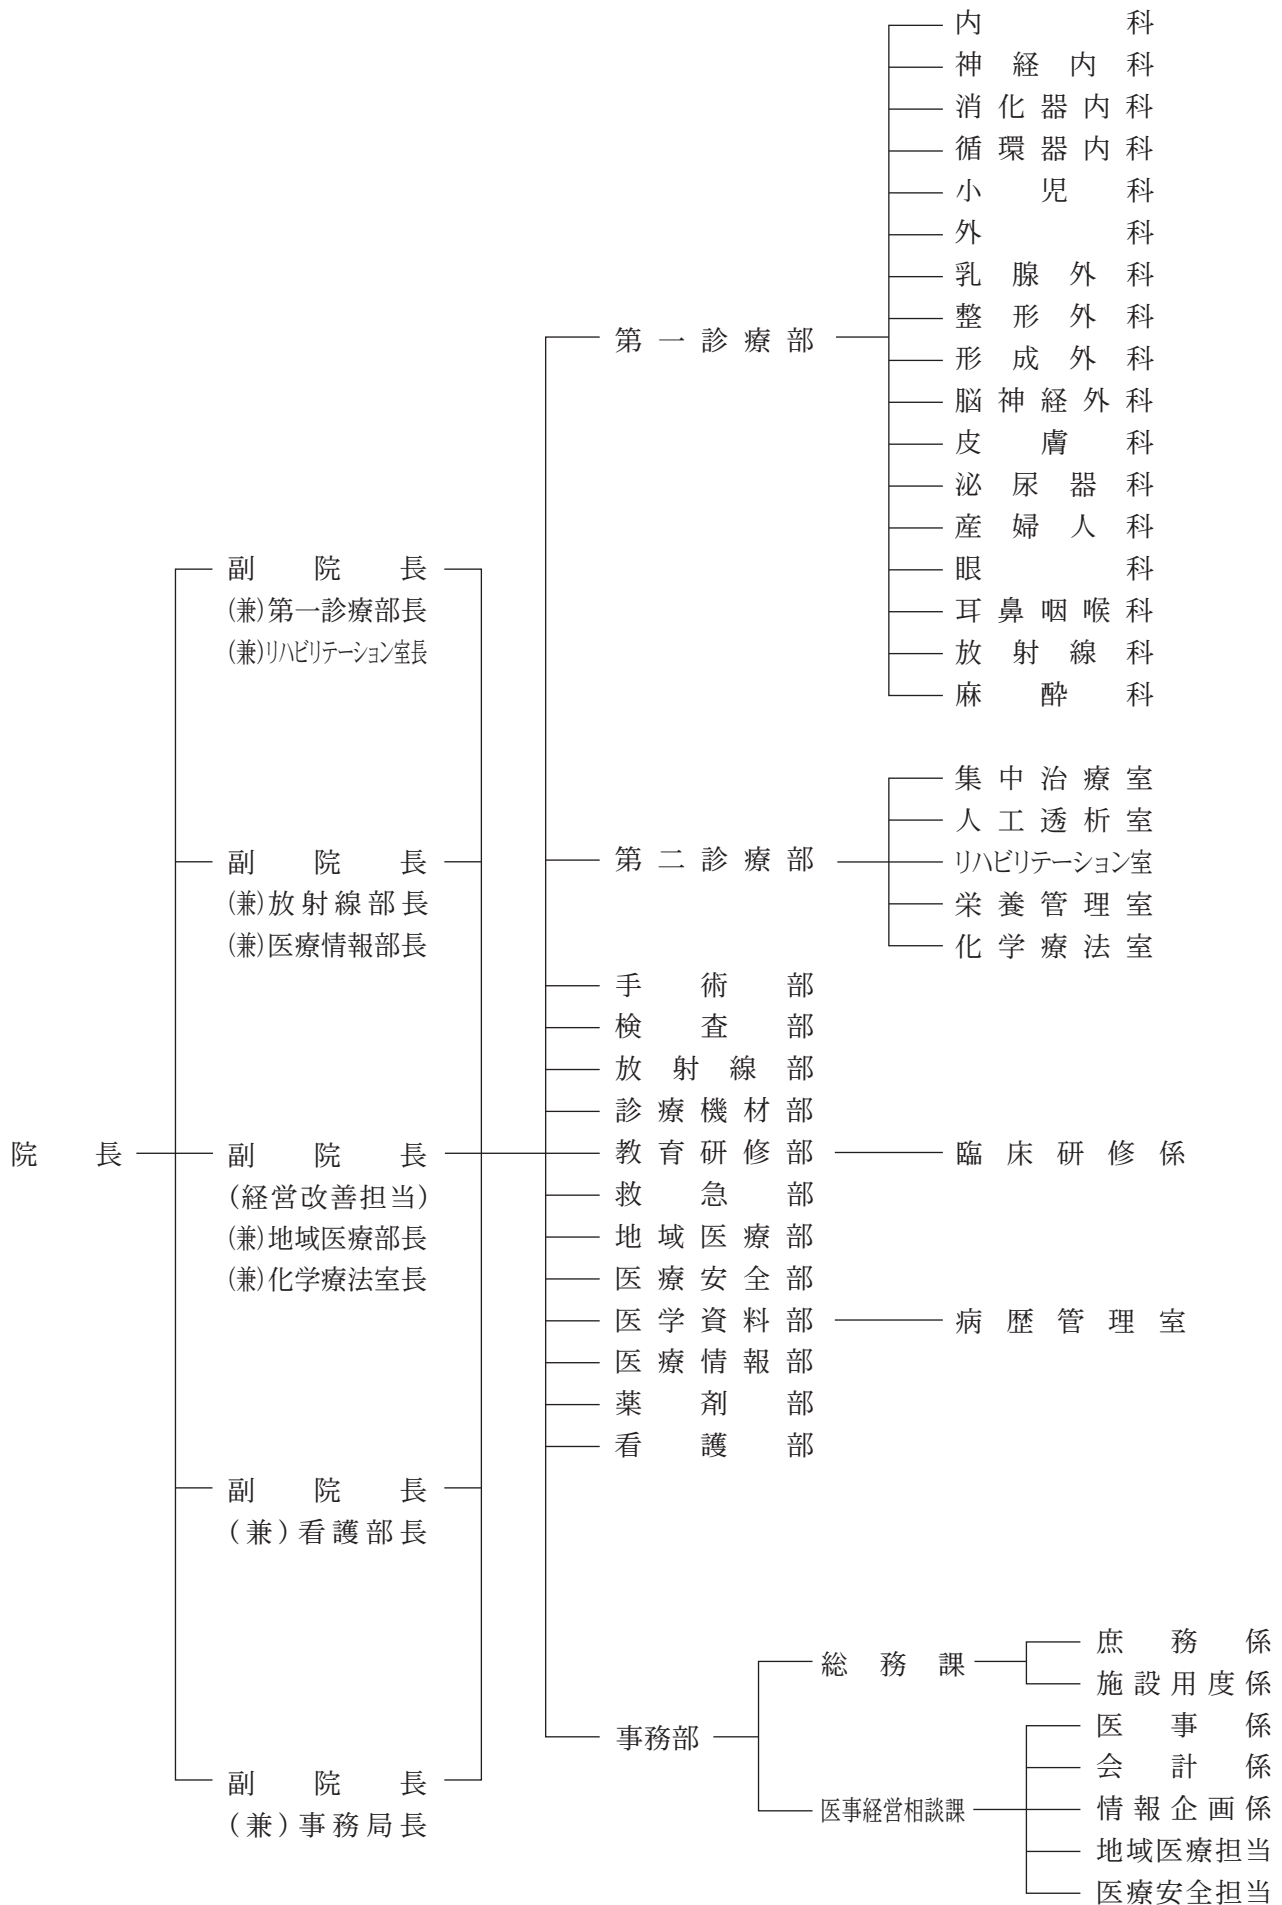 院長
副院長
(兼)第一診療部長
(兼)リハビリテーション室長
副院長
(兼)放射線部長
(兼)医療情報部長
副院長
(経営改善担当)
(兼)地域医療部長
(兼)化学療法室長
副院長
(兼)看護部長
副院長
(兼)事務局長
第一診療部
内科
神経内科
消化器内科
循環器内科
小児科
外科
乳腺外科
整形外科
形成外科
脳神経外科
皮膚科
泌尿器科
産婦人科
眼科
耳鼻咽喉科
放射線科
麻酔科
第二診療部
集中治療室
人工透析室
リハビリテーション室
栄養管理室
化学療法室
手術部
検査部
放射線部
診療機材部
教育研修部
臨床研修係
救急部
地域医療部
医療安全部
医学資料部
病歴管理室
医療情報部
薬剤部
看護部
事務部
総務課
庶務係
施設用度係
医事経営相談課
医事係
会計係
情報企画係
地域医療担当
医療安全担当